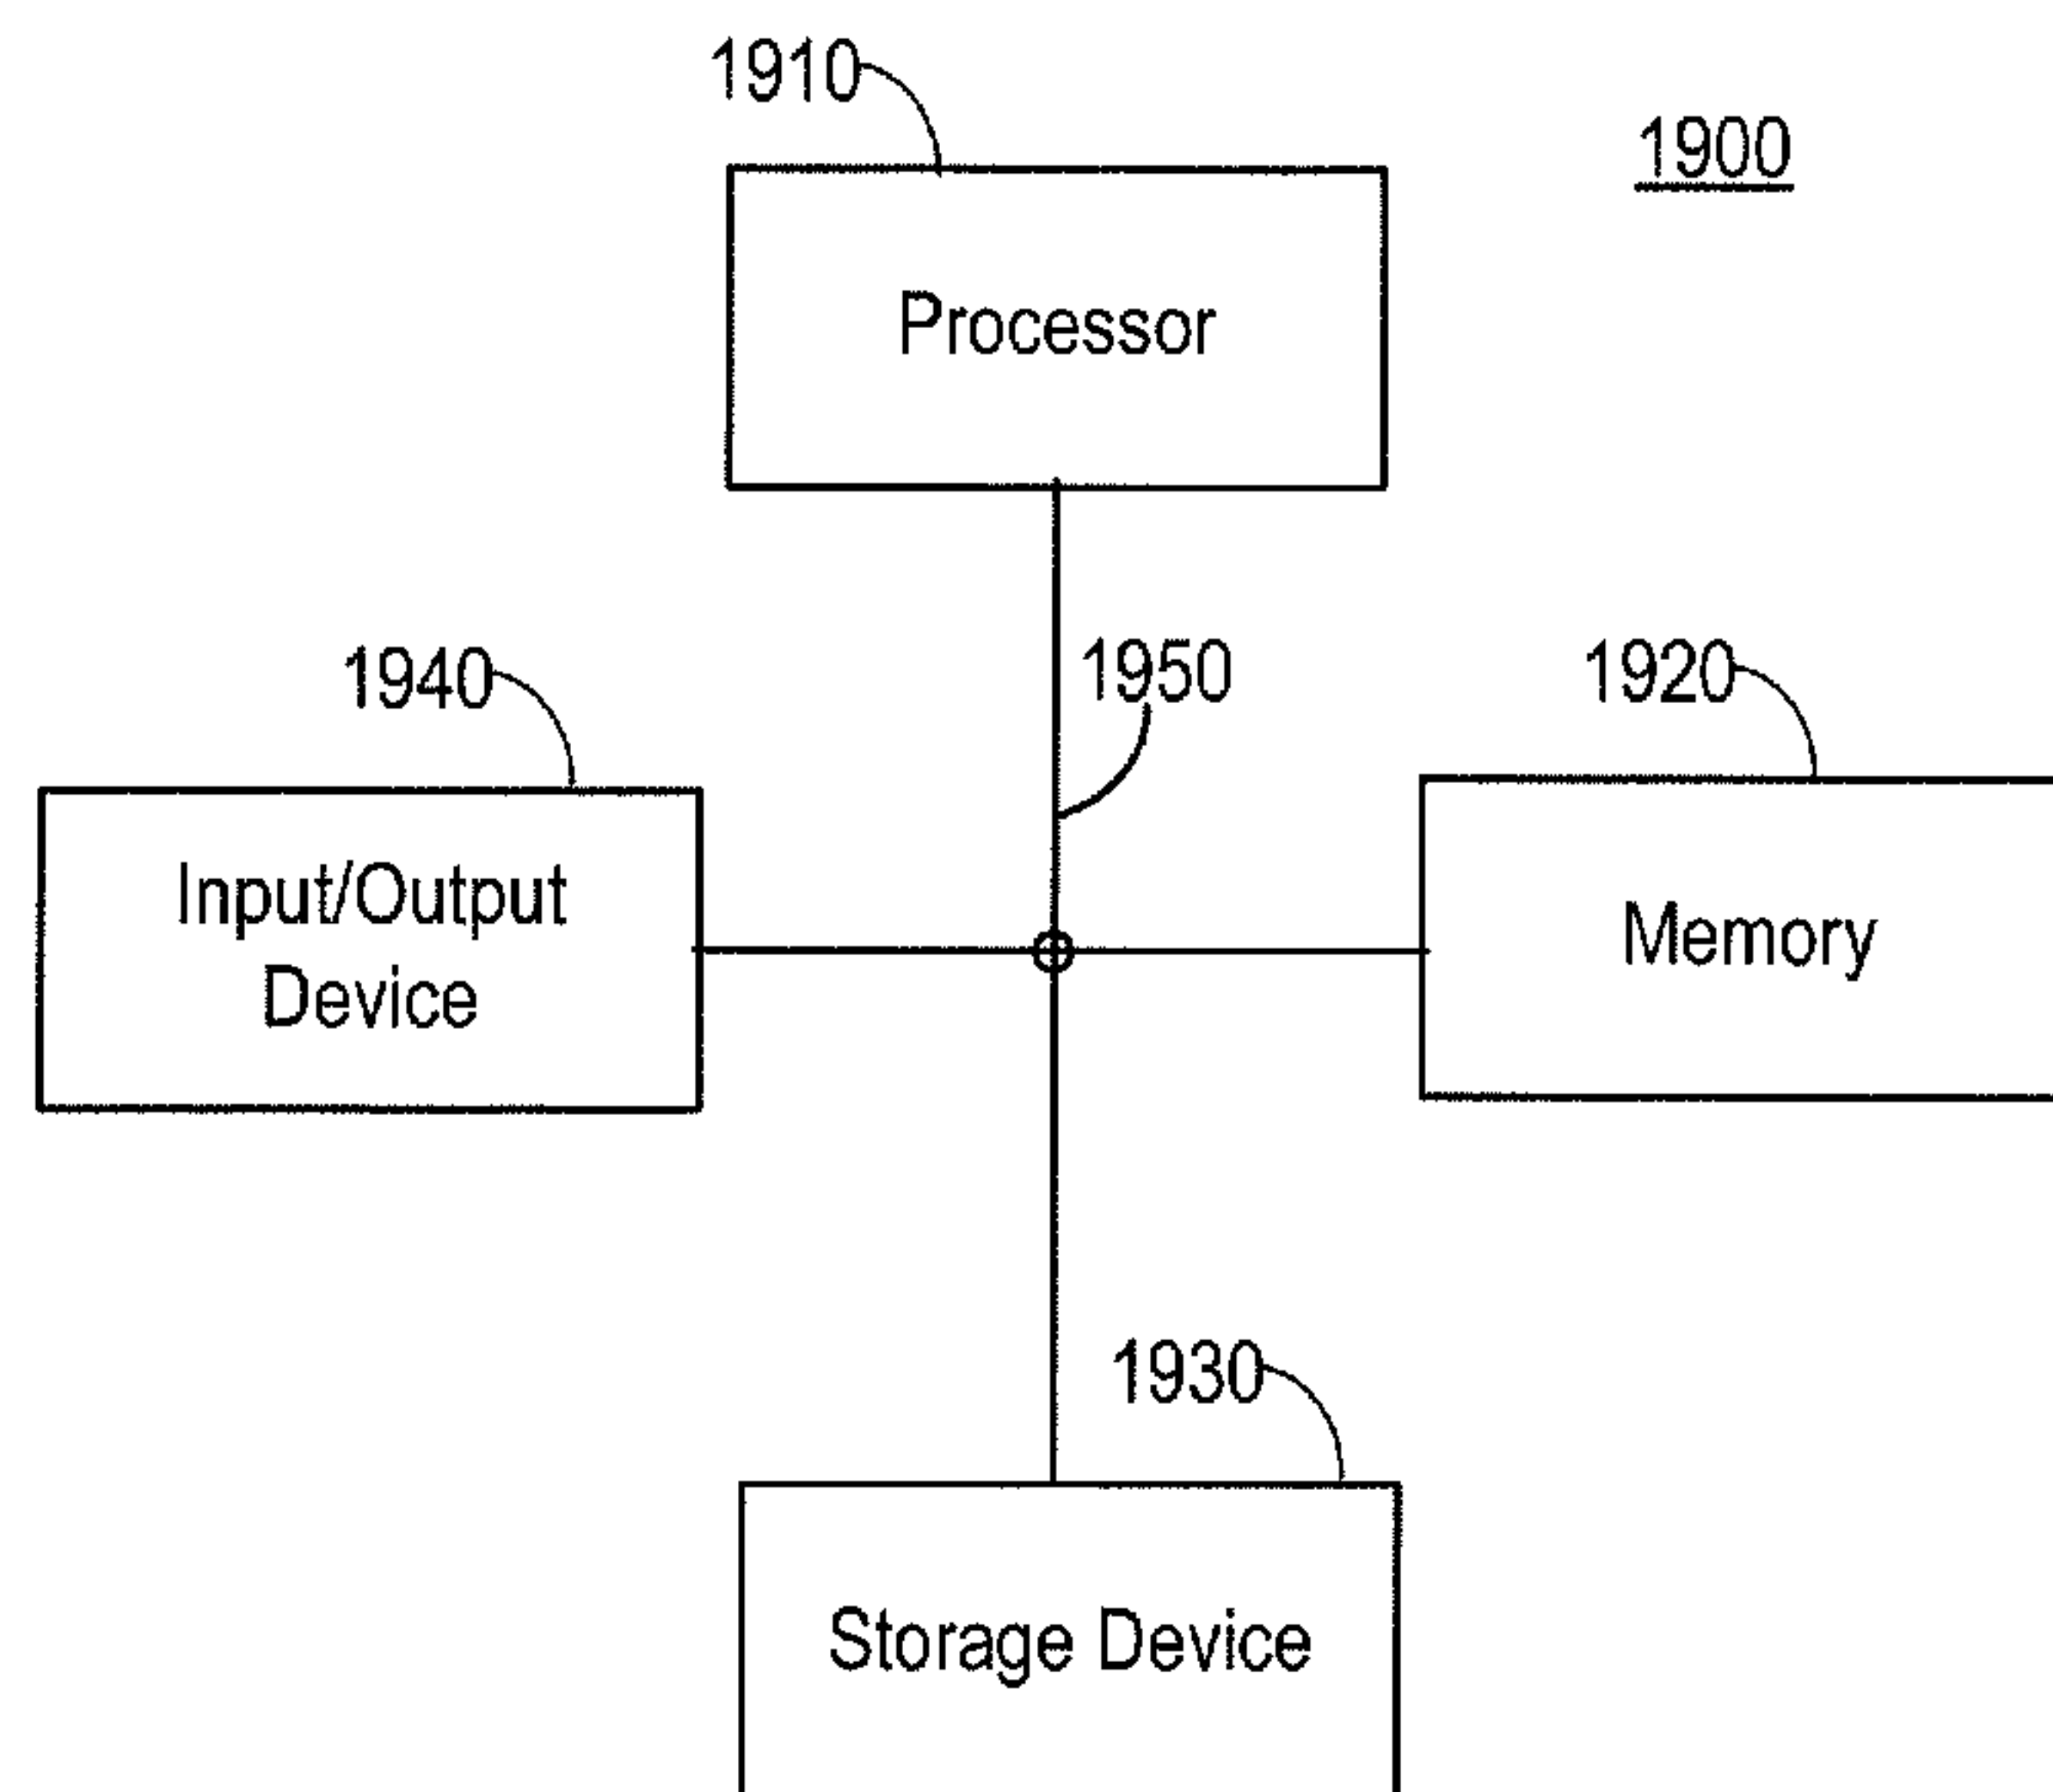 1910
1900
Processor
1940
1950
1920
Input/Output
Device
Memory
1930
Storage Device